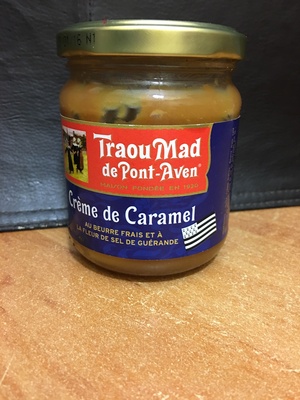 Traou Mad
de Pont-Aven®
MAISON FONDÉE EN 1920
Crème de Caramel
AU BEURRE FRAIS ET À
LA FLEUR DE SEL DE GUÉRANDE